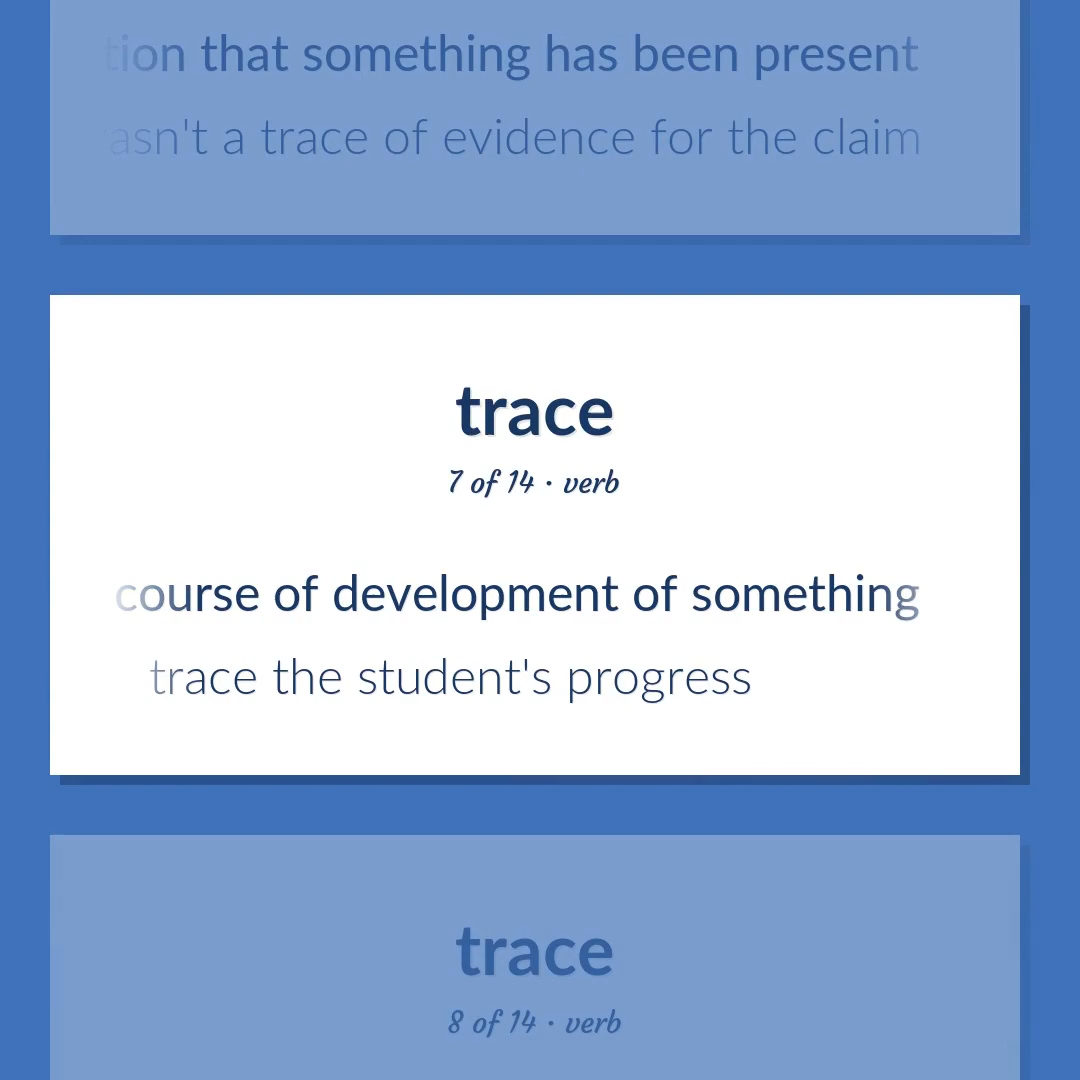 tion that something has been present
asn't a trace of evidence for the claim
trace
7 of 14 · verb
course of development of something
trace the student's progress
trace
8 of 14 · verb